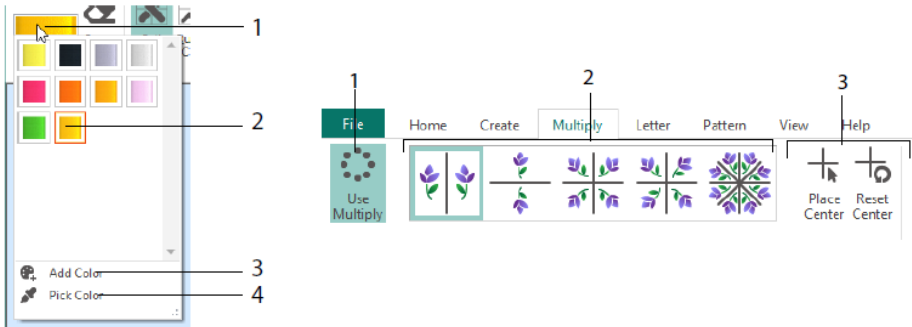 1
2
Add Color
3
Pick Color
4
1
2
3
File Home Create Multiply Letter Pattern View Help
Use
Multiply
Place
Center
Reset
Center